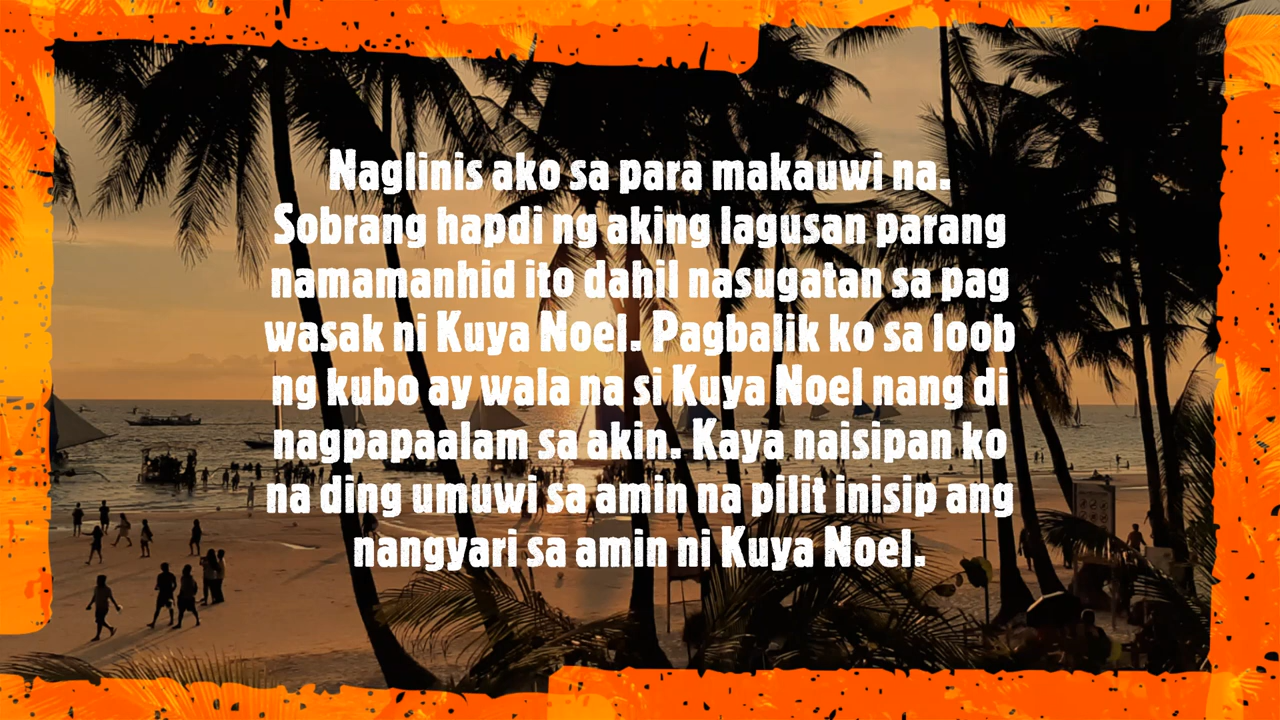 Naglinis ako sa para makauwi na.
Sobrang hapdi ng aking lagusan parang
namamanhid ito dahil nasugatan sa pag
wasak ni Kuya Noel. Pagbalik ko sa loob
ng kubo ay wala na si Kuya Noel nang di
nagpapaalam sa akin. Kaya naisipan ko
na ding umuwi sa amin na pilit inisip ang
nangyari sa amin ni Kuya Noel.